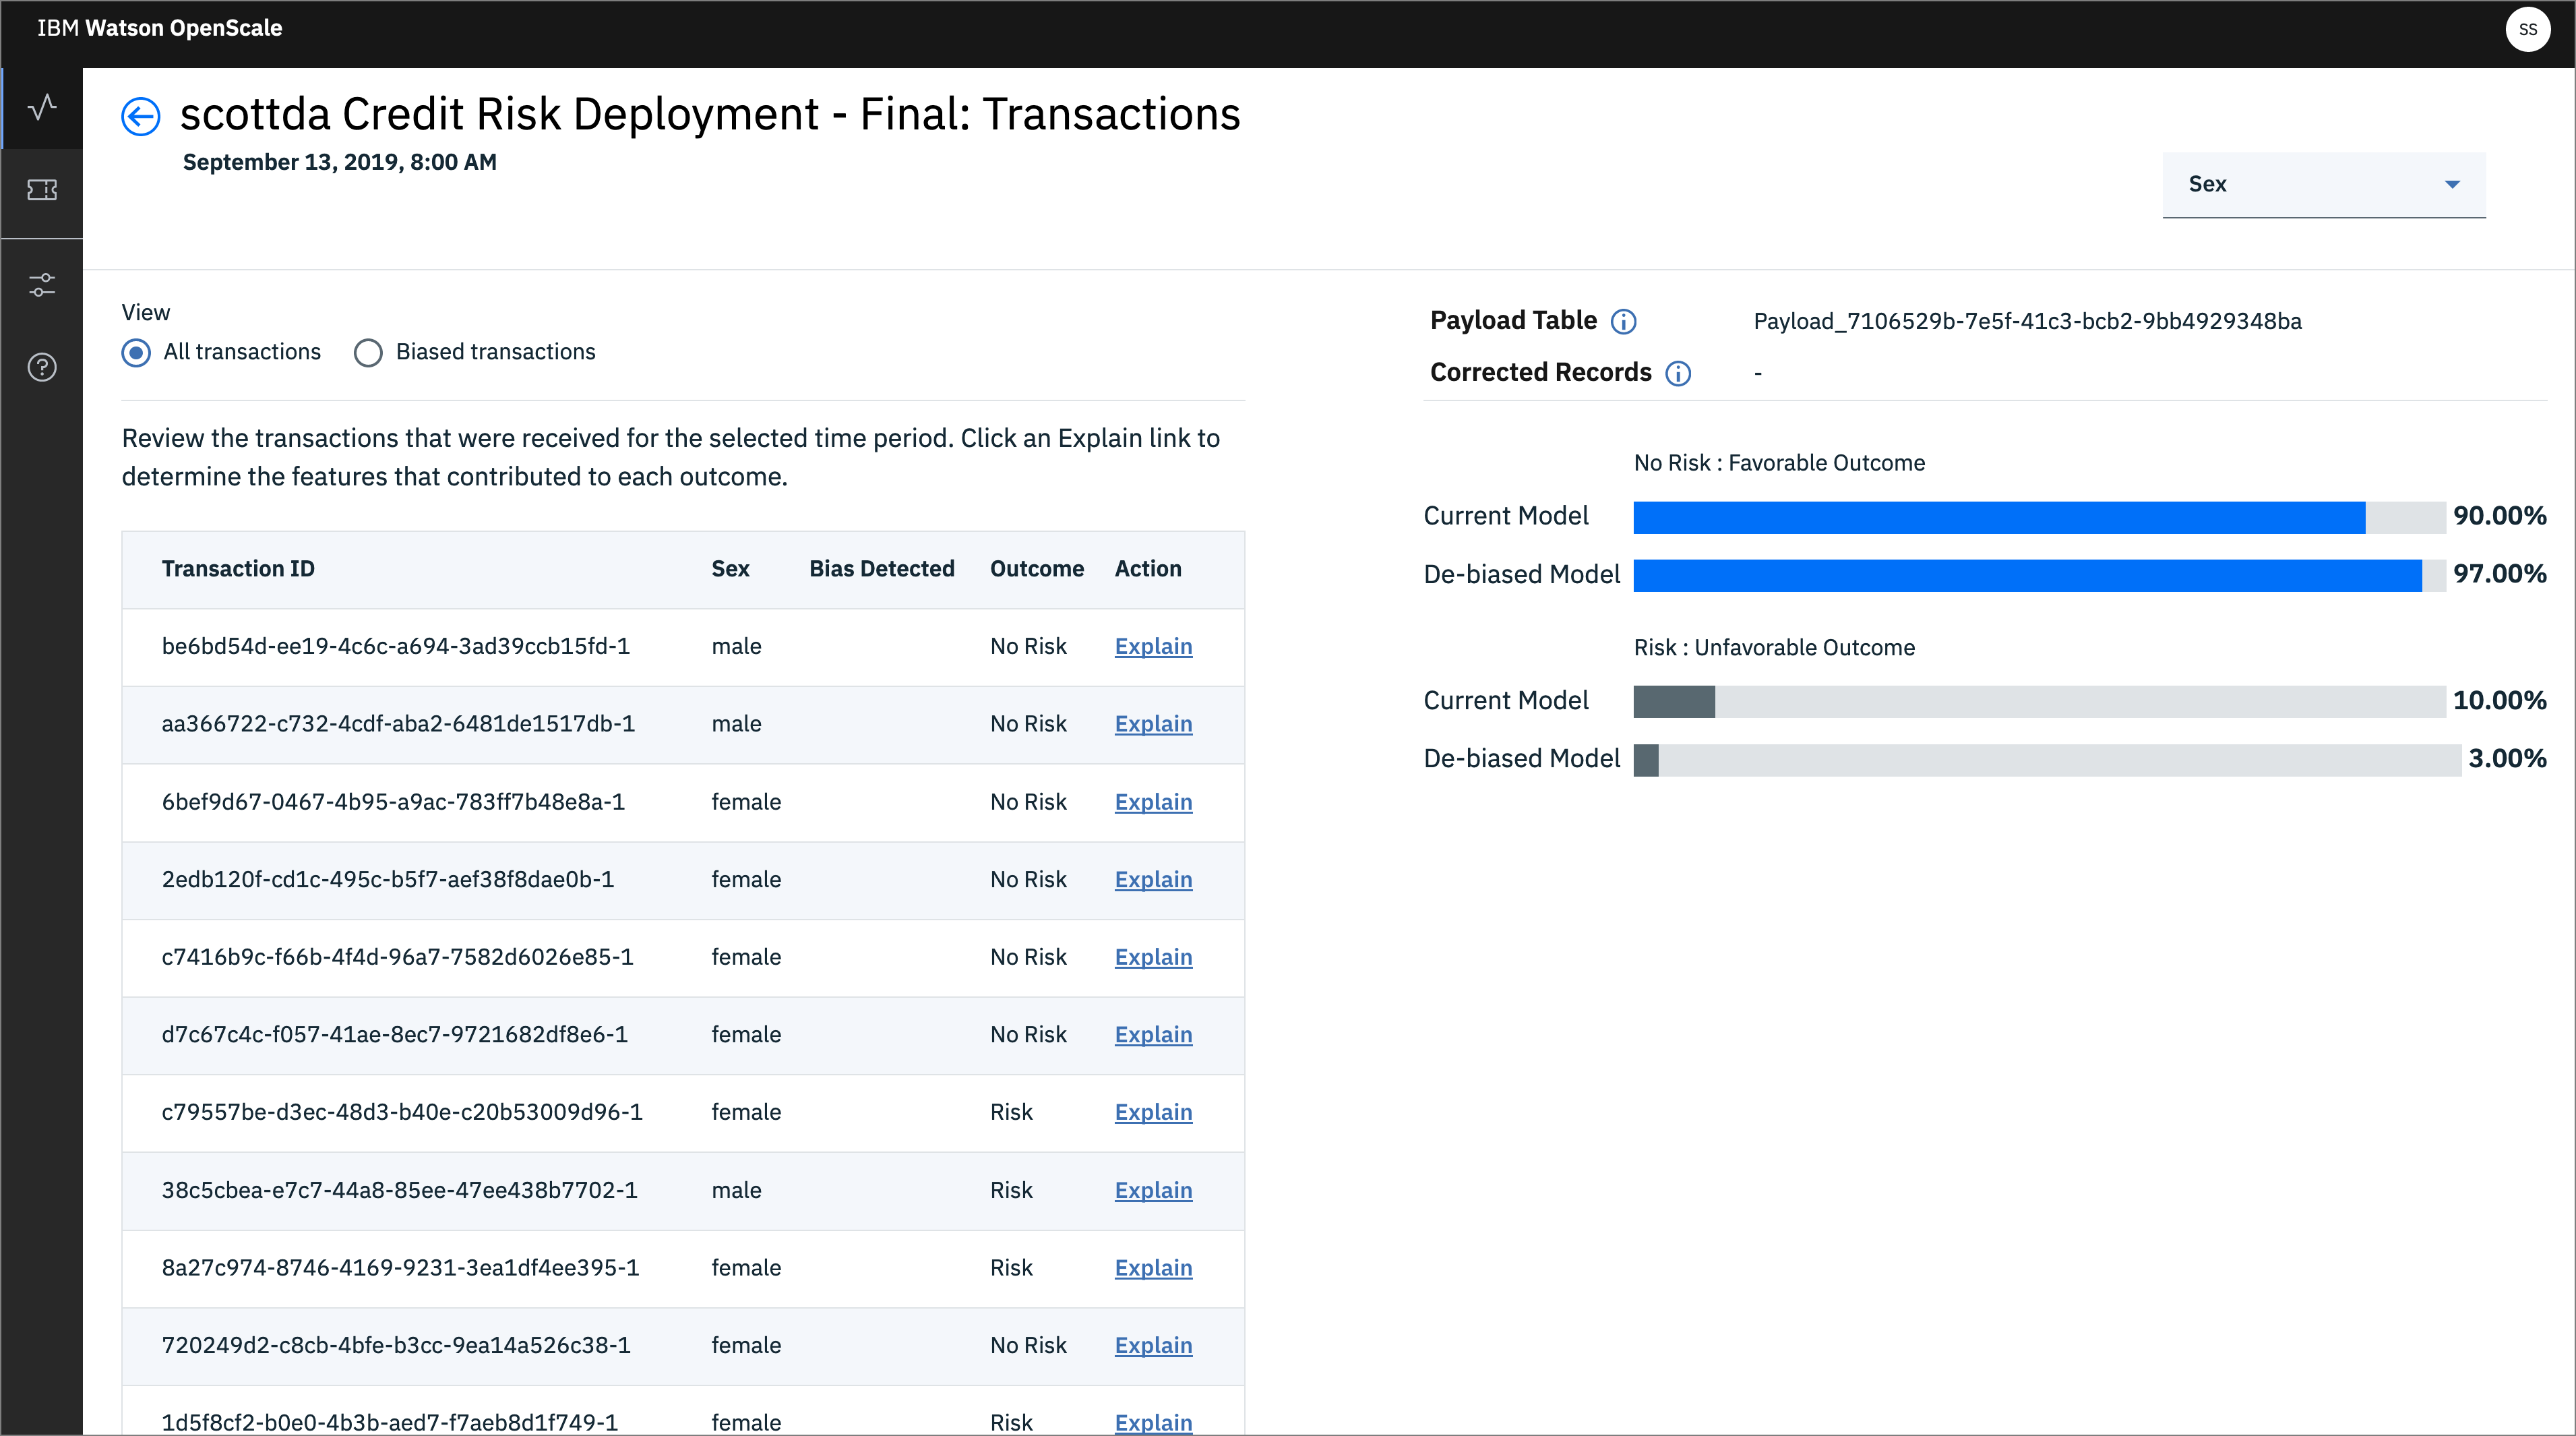 IBM Watson OpenScale
SS
scottda Credit Risk Deployment - Final: Transactions
September 13, 2019, 8:00 AM
Sex
View
All transactions Biased transactions
Review the transactions that were received for the selected time period. Click an Explain link to
determine the features that contributed to each outcome.
Transaction ID Sex Bias Detected Outcome Action
be6bd54d-ee19-4c6c-a694-3ad39ccb15fd-1 male No Risk Explain
aa366722-c732-4cdf-aba2-6481de1517db-1 male No Risk Explain
6bef9d67-0467-4b95-a9ac-783ff7b48e8a-1 female No Risk Explain
2edb120f-cd1c-495c-b5f7-aef38f8dae0b-1 female No Risk Explain
c7416b9c-f66b-4f4d-96a7-7582d6026e85-1 female No Risk Explain
d7c67c4c-f057-41ae-8ec7-9721682df8e6-1 female No Risk Explain
c79557be-d3ec-48d3-b40e-c20b53009d96-1 female Risk Explain
38c5cbea-e7c7-44a8-85ee-47ee438b7702-1 male Risk Explain
8a27c974-8746-4169-9231-3ea1df4ee395-1 female Risk Explain
720249d2-c8cb-4bfe-b3cc-9ea14a526c38-1 female No Risk Explain
1d5f8cf2-b0e0-4b3b-aed7-f7aeb8d1f749-1 female Risk Explain
Payload Table Payload_7106529b-7e5f-41c3-bcb2-9bb4929348ba
Corrected Records -
No Risk : Favorable Outcome
Current Model 90.00%
De-biased Model 97.00%
Risk : Unfavorable Outcome
Current Model 10.00%
De-biased Model 3.00%